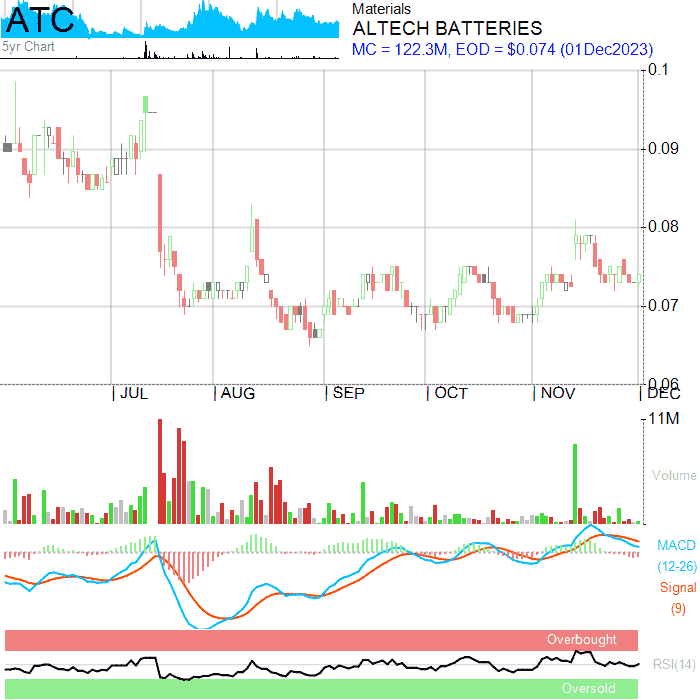 ATC
5yr Chart
Materials
ALTECH BATTERIES
MC = 122.3M, EOD = $0.074 (01Dec2023)
0.1
0.09
0.08
0.07
0.06
JUL AUG SEP OCT NOV DEC
11M
Volume
MACD
(12-26)
Signal
(9)
Overbought
RSI(14)
Oversold